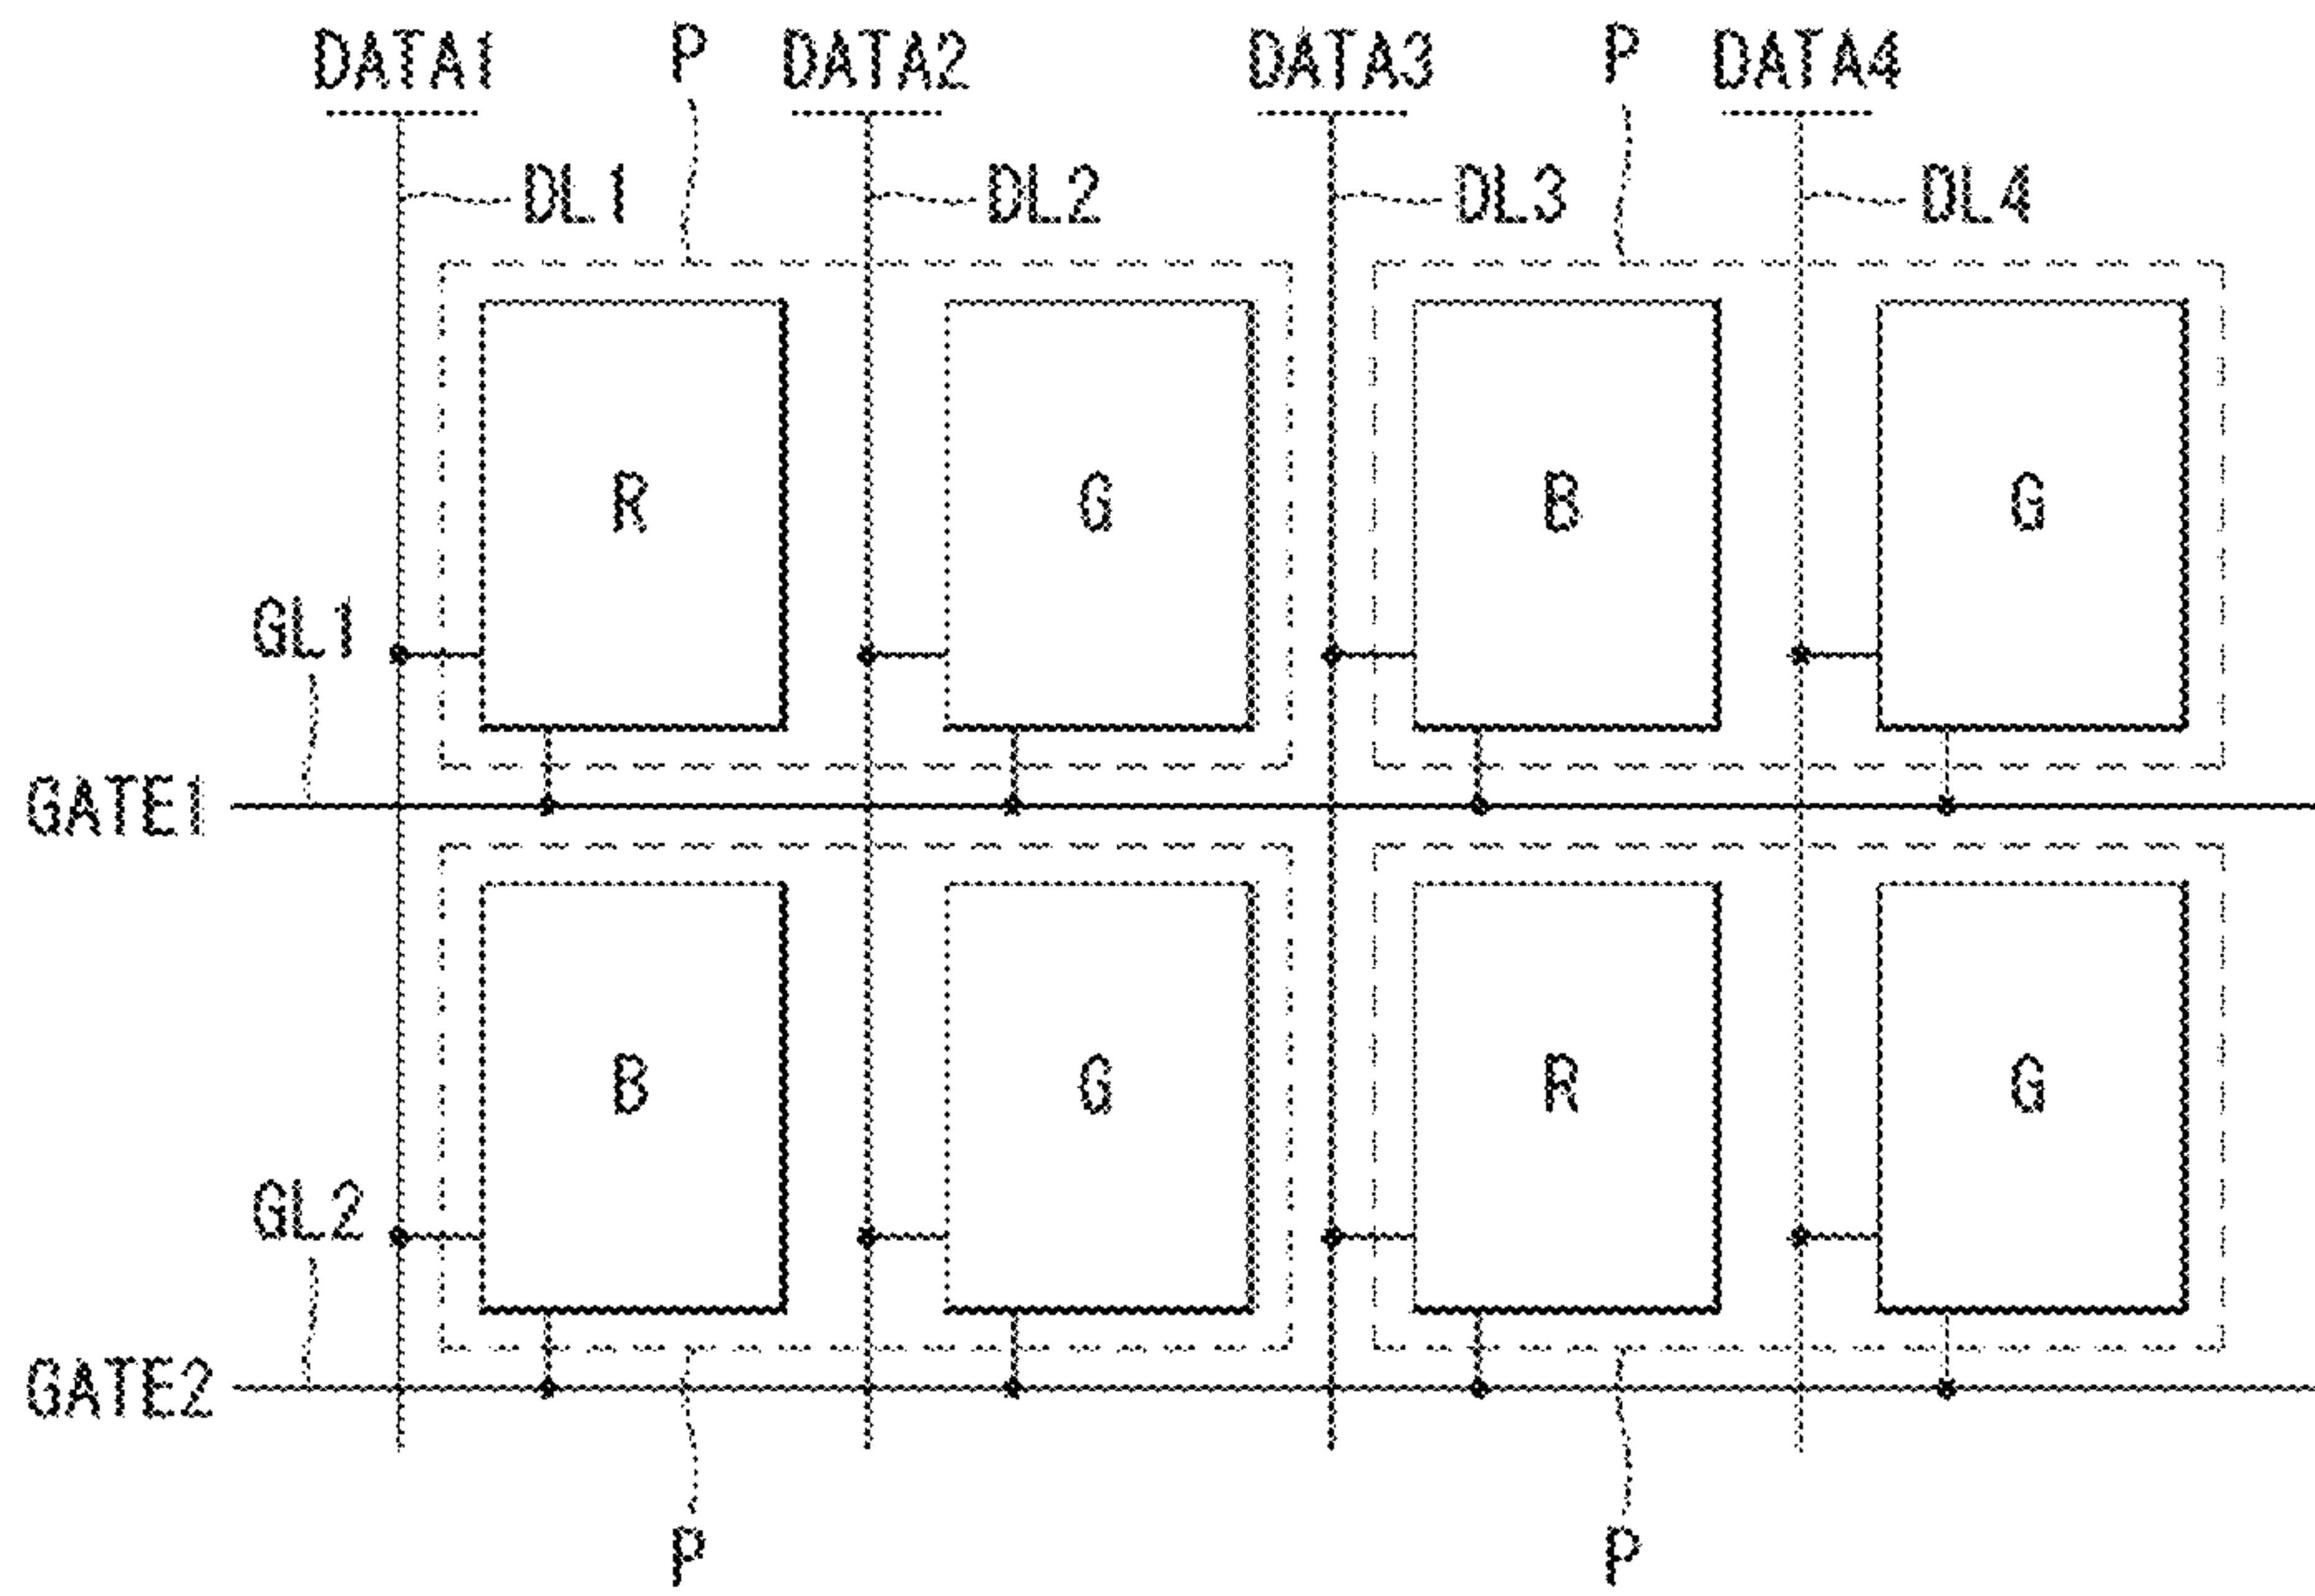 DATA1 P DATA2 DATA3 P DATA4
DL1 DL2 DL3 DL4
R G B G
GL1
GATE1
B G R G
GL2
GATE2
P P